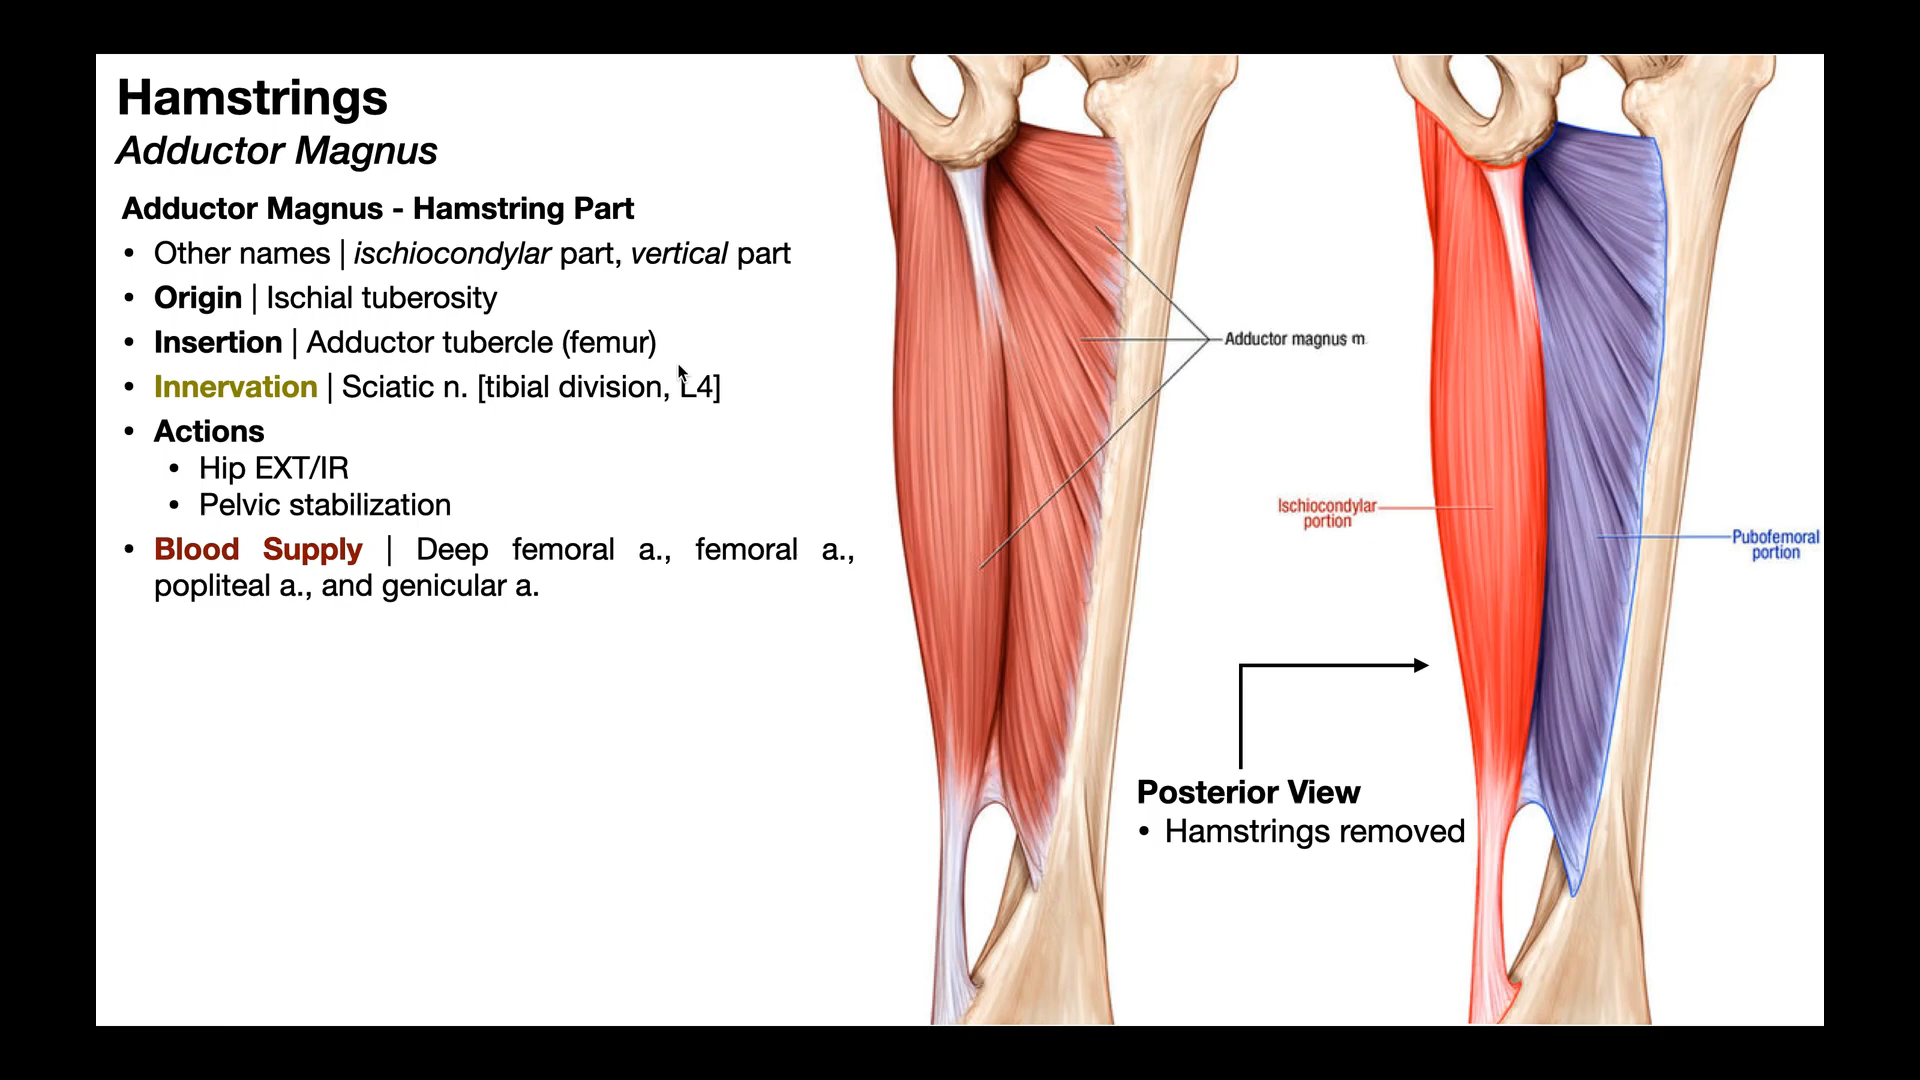 Hamstrings
Adductor Magnus
Adductor Magnus - Hamstring Part
• Other names | ischiocondylar part, vertical part
• Origin | Ischial tuberosity
• Insertion | Adductor tubercle (femur)
• Innervation | Sciatic n. [tibial division, L4]
• Actions
• Hip EXT/IR
• Pelvic stabilization
• Blood Supply | Deep femoral a., femoral a.,
popliteal a., and genicular a.
Adductor magnus m.
Ischiocondylar
portion
Pubofemoral
portion
Posterior View
• Hamstrings removed